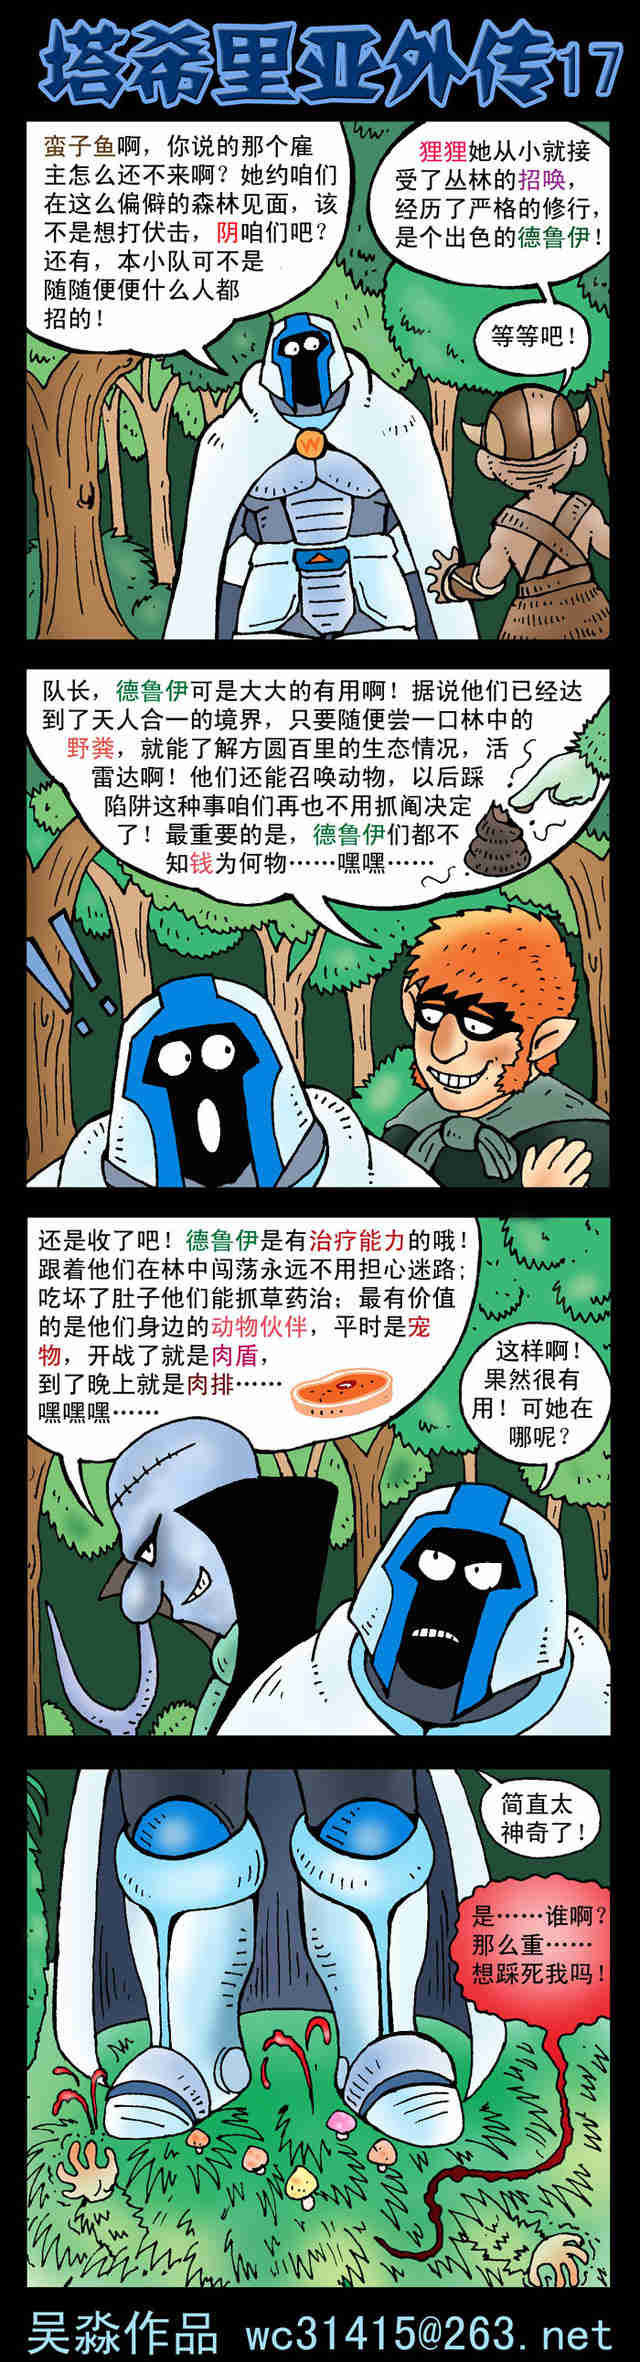 塔希里亚外传17
蛮子鱼啊，你说的那个雇
主怎么还不来啊？她约咱们
在这么偏僻的森林见面，该
不是想打伏击，阴咱们吧？
还有，本小队可不是
随随便便什么人都
招的！
狸狸她从小就接
受了丛林的招唤，
经历了严格的修行，
是个出色的德鲁伊！
等等吧！
W
队长，德鲁伊可是大大的有用啊！据说他们已经达
到了天人合一的境界，只要随便尝一口林中的
野粪，就能了解方圆百里的生态情况，活
雷达啊！他们还能召唤动物，以后踩
陷阱这种事咱们再也不用抓阄决定
了！最重要的是，德鲁伊们都不
知钱为何物……嘿嘿……
!!
还是收了吧！德鲁伊是有治疗能力的哦！
跟着他们在林中闯荡永远不用担心迷路；
吃坏了肚子他们能抓草药治；最有价值
的是他们身边的动物伙伴，平时是宠
物，开战了就是肉盾，
到了晚上就是肉排……
嘿嘿嘿……
这样啊！
果然很有
用！可她在
哪呢？
简直太
神奇了！
是……谁啊？
那么重……
想踩死我吗！
吴淼作品 wc31415@263.net